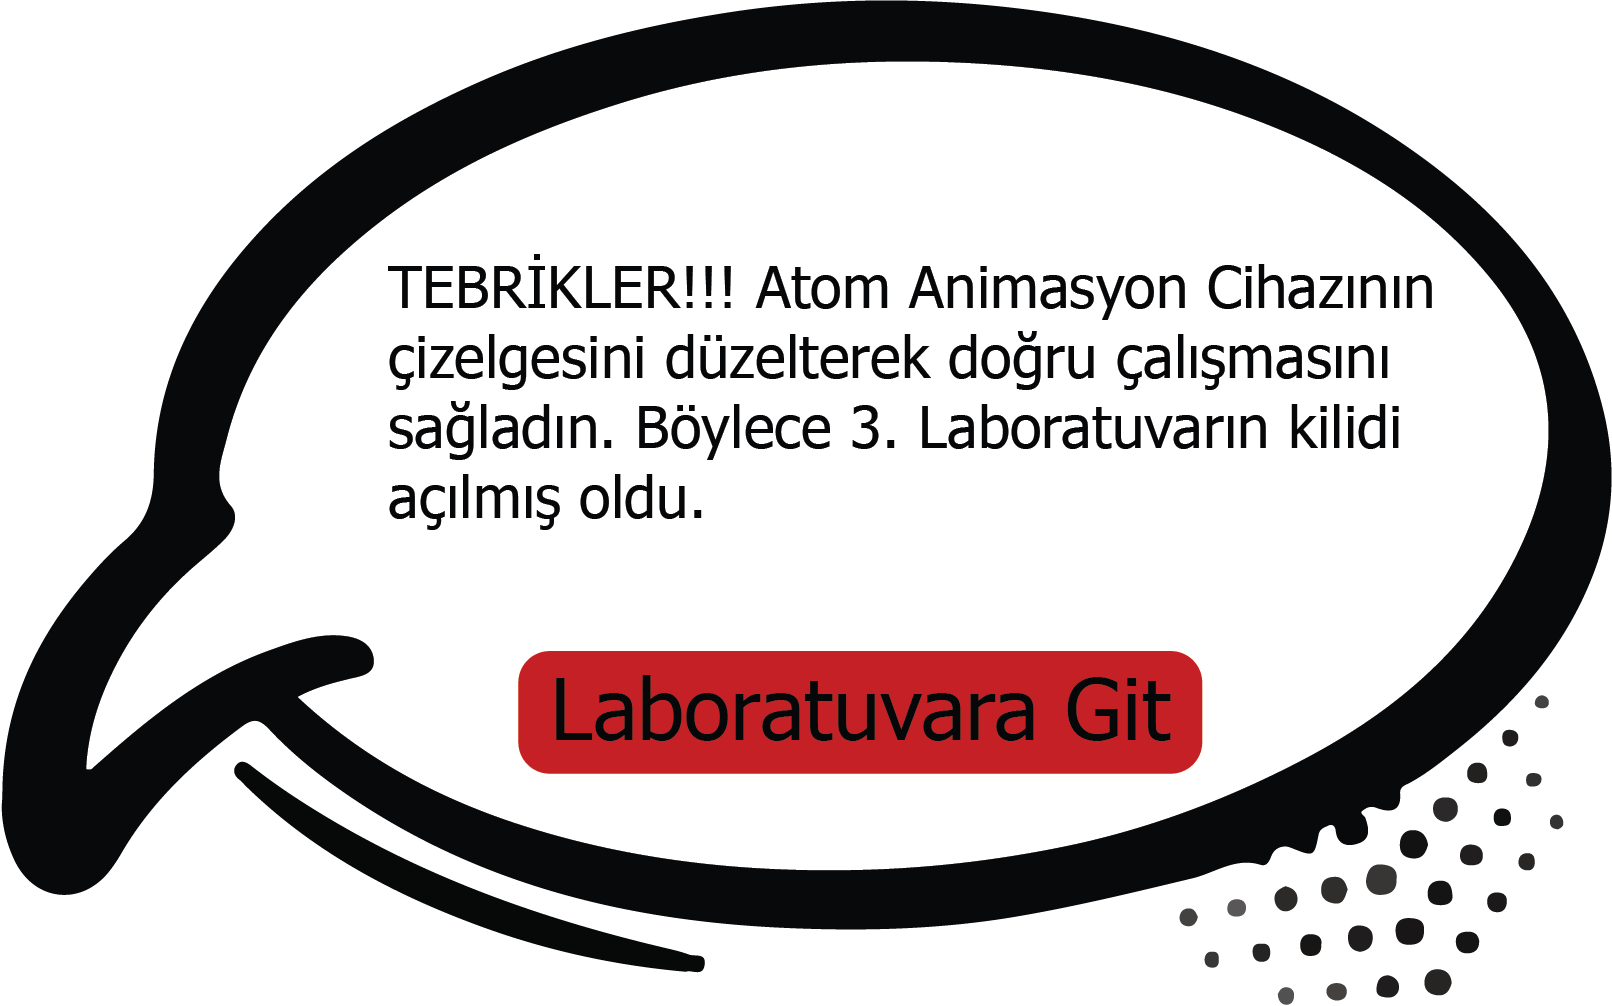 TEBRİKLER!!! Atom Animasyon Cihazının
çizelgesini düzelterek doğru çalışmasını
sağladın. Böylece 3. Laboratuvarın kilidi
açılmış oldu.
Laboratuvara Git